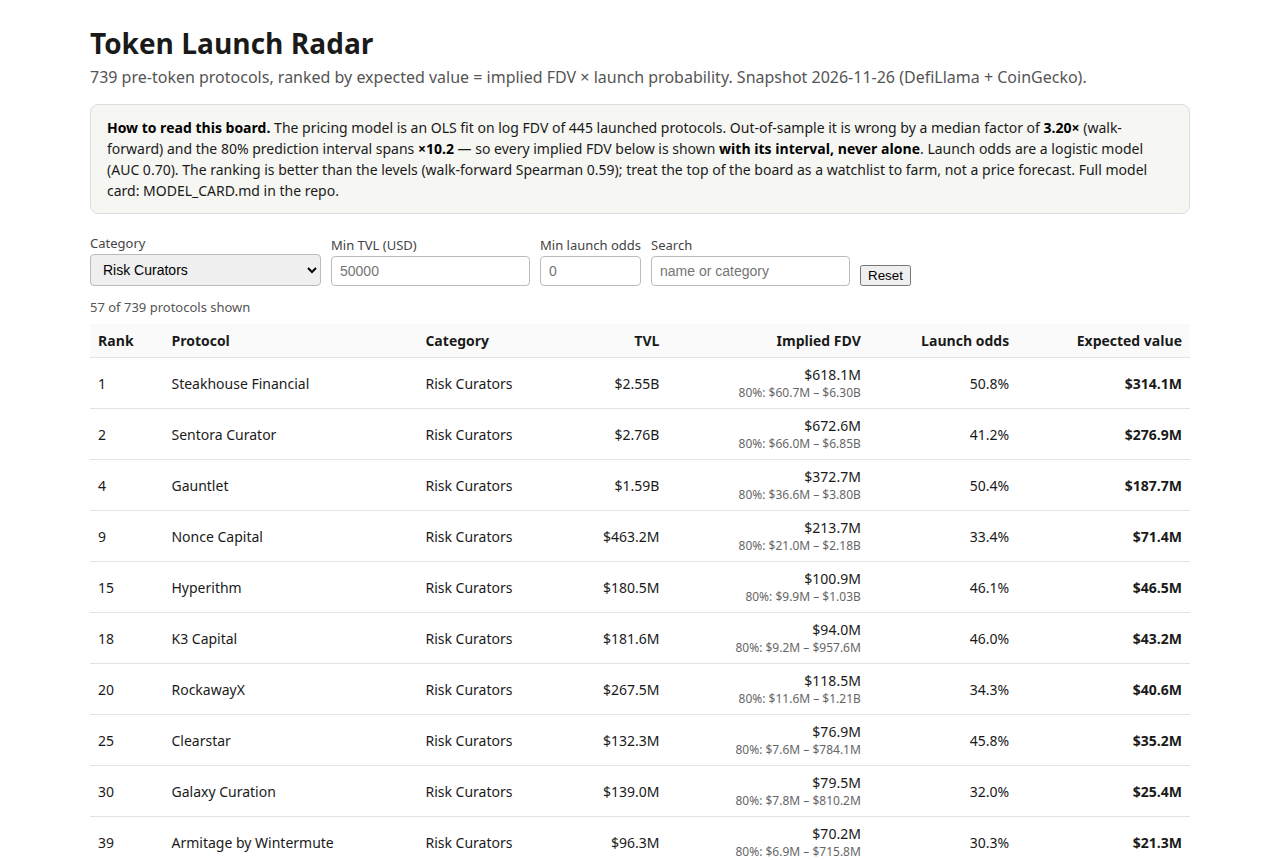 Token Launch Radar
739 pre-token protocols, ranked by expected value = implied FDV × launch probability. Snapshot 2026-11-26 (DefiLlama + CoinGecko).
How to read this board. The pricing model is an OLS fit on log FDV of 445 launched protocols. Out-of-sample it is wrong by a median factor of 3.20× (walk-
forward) and the 80% prediction interval spans ×10.2 — so every implied FDV below is shown with its interval, never alone. Launch odds are a logistic model
(AUC 0.70). The ranking is better than the levels (walk-forward Spearman 0.59); treat the top of the board as a watchlist to farm, not a price forecast. Full model
card: MODEL_CARD.md in the repo.
Category Min TVL (USD) Min launch odds Search
Risk Curators 50000 0 name or category Reset
57 of 739 protocols shown
Rank Protocol Category TVL Implied FDV Launch odds Expected value
1 Steakhouse Financial Risk Curators $2.55B $618.1M 50.8% $314.1M
80%: $60.7M – $6.30B
2 Sentora Curator Risk Curators $2.76B $672.6M 41.2% $276.9M
80%: $66.0M – $6.85B
4 Gauntlet Risk Curators $1.59B $372.7M 50.4% $187.7M
80%: $36.6M – $3.80B
9 Nonce Capital Risk Curators $463.2M $213.7M 33.4% $71.4M
80%: $21.0M – $2.18B
15 Hyperithm Risk Curators $180.5M $100.9M 46.1% $46.5M
80%: $9.9M – $1.03B
18 K3 Capital Risk Curators $181.6M $94.0M 46.0% $43.2M
80%: $9.2M – $957.6M
20 RockawayX Risk Curators $267.5M $118.5M 34.3% $40.6M
80%: $11.6M – $1.21B
25 Clearstar Risk Curators $132.3M $76.9M 45.8% $35.2M
80%: $7.6M – $784.1M
30 Galaxy Curation Risk Curators $139.0M $79.5M 32.0% $25.4M
80%: $7.8M – $810.2M
39 Armitage by Wintermute Risk Curators $96.3M $70.2M 30.3% $21.3M
80%: $6.9M – $715.8M